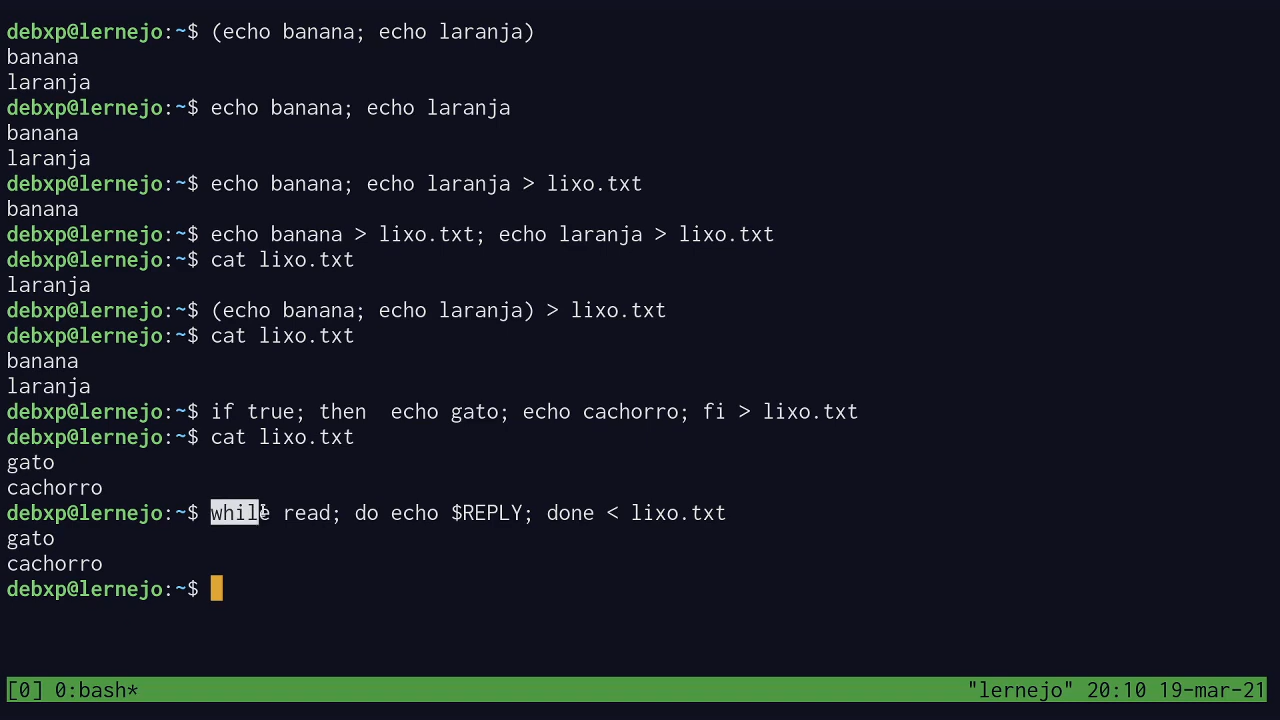 debxp@lernejo:~$ (echo banana; echo laranja)
banana
laranja
debxp@lernejo:~$ echo banana; echo laranja
banana
laranja
debxp@lernejo:~$ echo banana; echo laranja > lixo.txt
banana
debxp@lernejo:~$ echo banana > lixo.txt; echo laranja > lixo.txt
debxp@lernejo:~$ cat lixo.txt
laranja
debxp@lernejo:~$ (echo banana; echo laranja) > lixo.txt
debxp@lernejo:~$ cat lixo.txt
banana
laranja
debxp@lernejo:~$ if true; then  echo gato; echo cachorro; fi > lixo.txt
debxp@lernejo:~$ cat lixo.txt
gato
cachorro
debxp@lernejo:~$ while read; do echo $REPLY; done < lixo.txt
gato
cachorro
debxp@lernejo:~$
[0] 0:bash* "lernejo" 20:10 19-mar-21